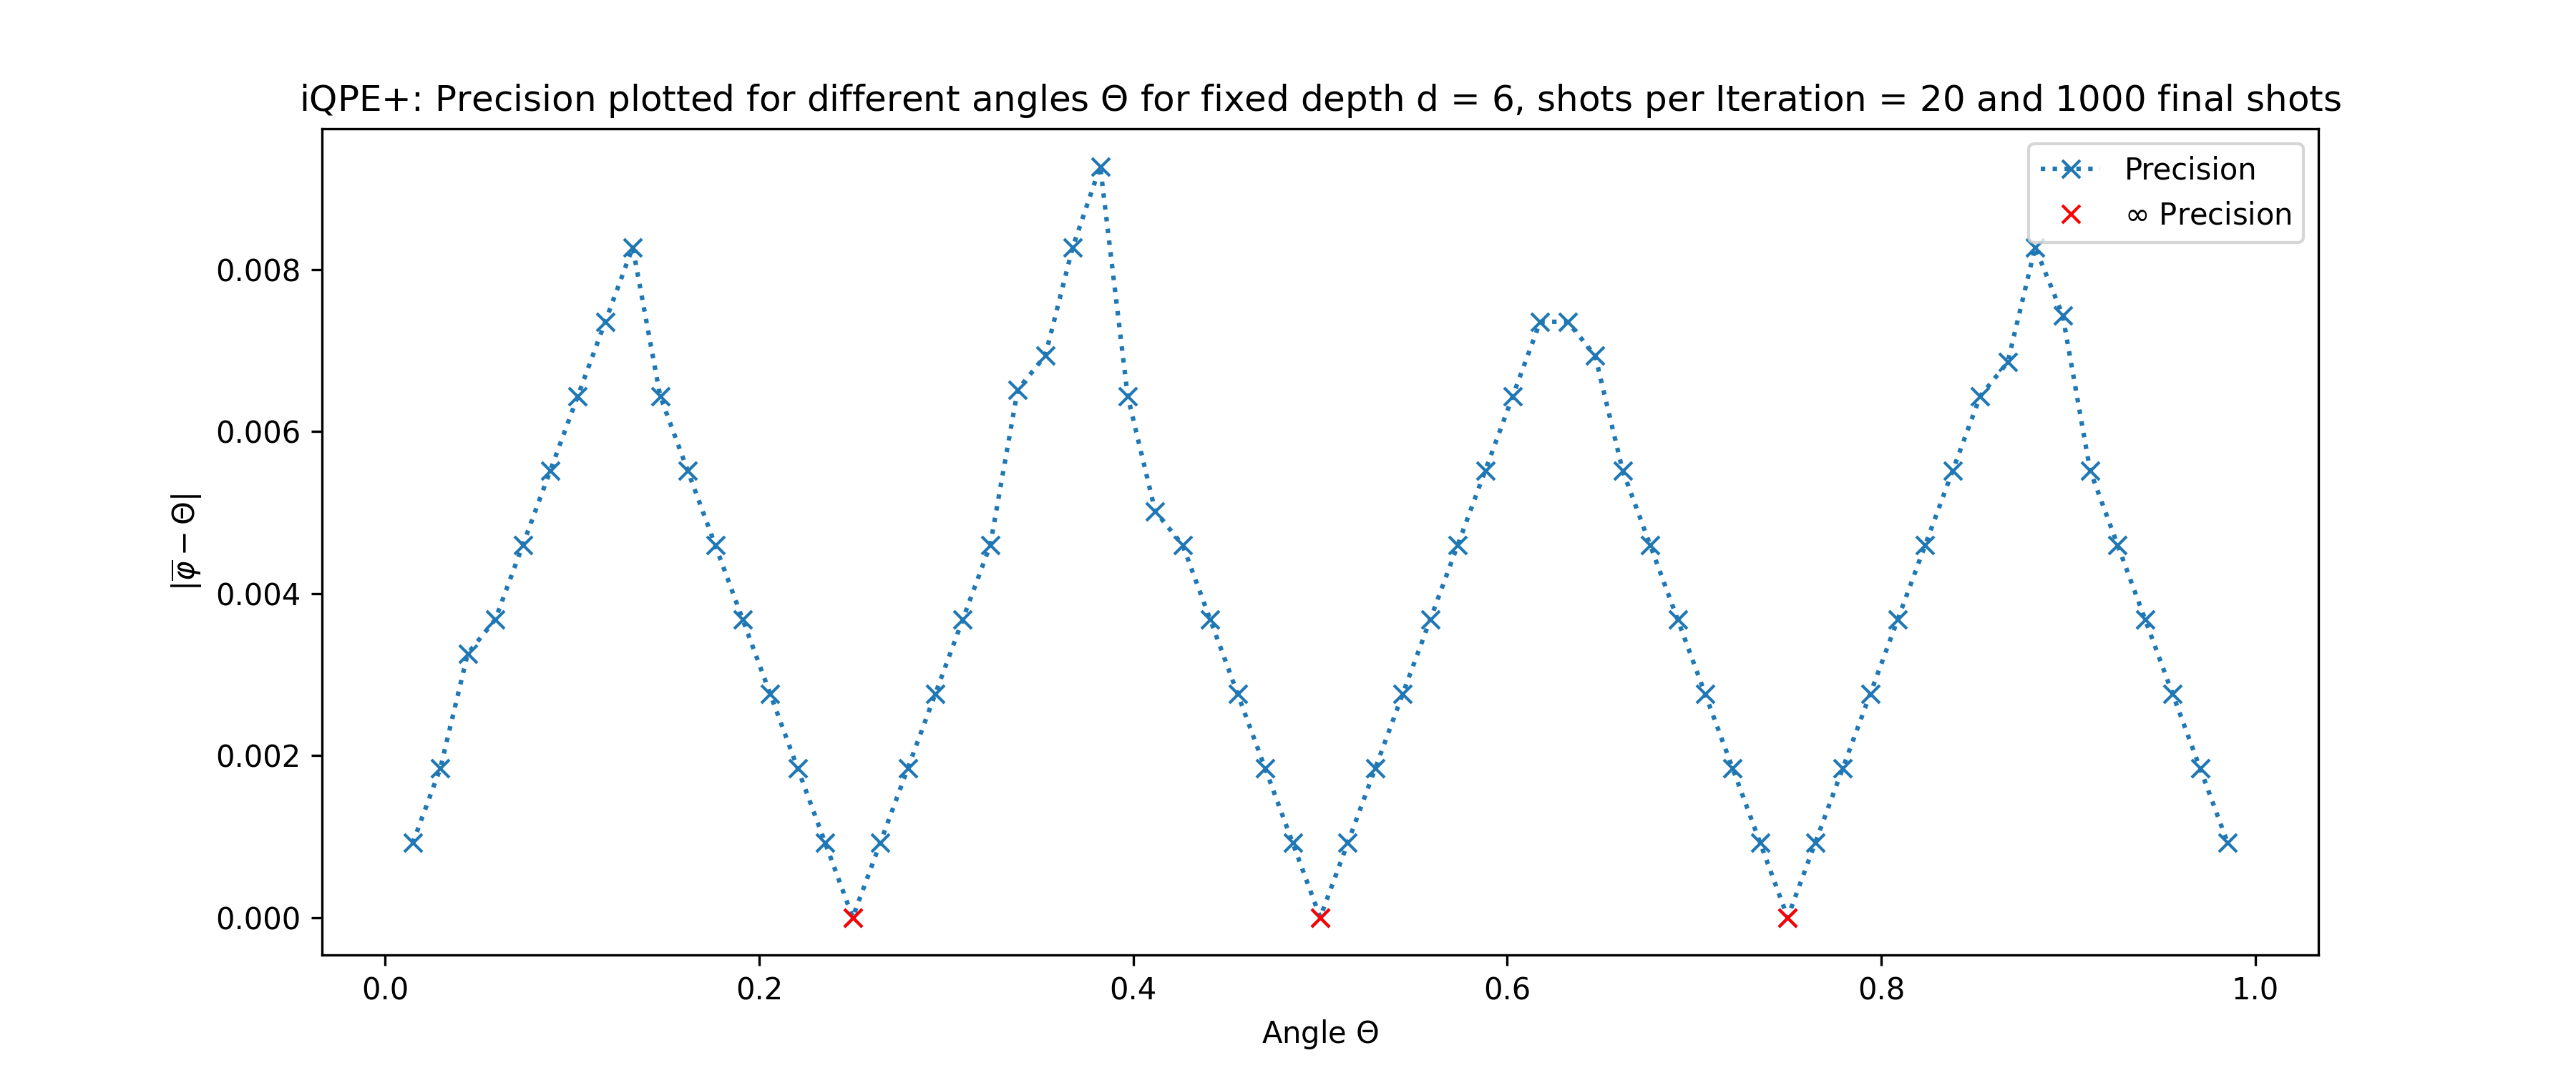 iQPE+: Precision plotted for different angles Θ for fixed depth d = 6, shots per Iteration = 20 and 1000 final shots
Precision
∞ Precision
|φ̅ − Θ|
0.008
0.006
0.004
0.002
0.000
0.0 0.2 0.4 0.6 0.8 1.0
Angle Θ